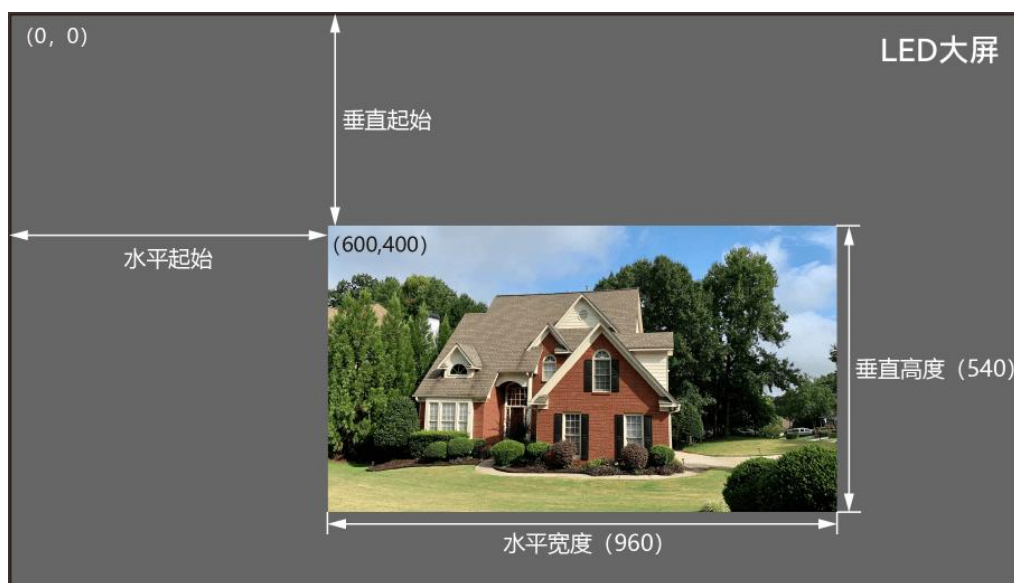 (0, 0)
LED大屏
垂直起始
水平起始
(600,400)
垂直高度（540）
水平宽度（960）